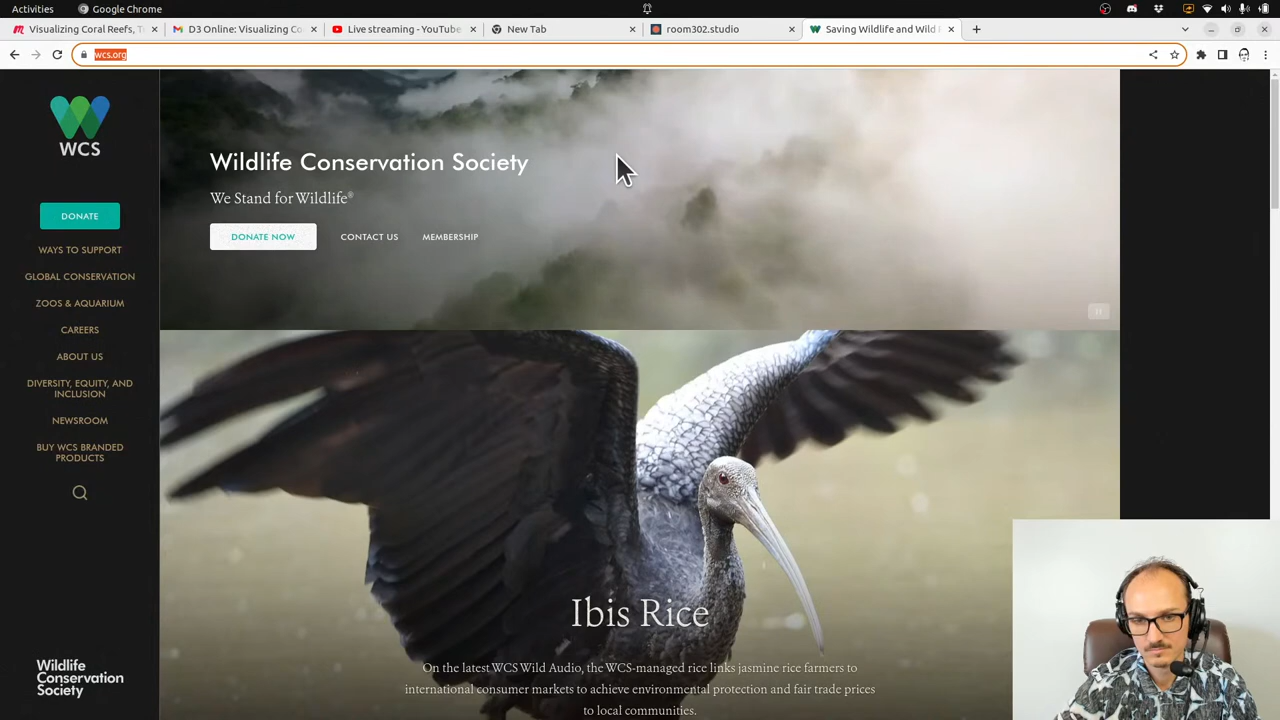 Activities
Google Chrome
Visualizing Coral Reefs, T
D3 Online: Visualizing Co
Live streaming - YouTube
New Tab
room302.studio
Saving Wildlife and Wild
wcs.org
WCS
DONATE
WAYS TO SUPPORT
GLOBAL CONSERVATION
ZOOS & AQUARIUM
CAREERS
ABOUT US
DIVERSITY, EQUITY, AND
INCLUSION
NEWSROOM
BUY WCS BRANDED
PRODUCTS
Wildlife
Conservation
Society
Wildlife Conservation Society
We Stand for Wildlife®
DONATE NOW
CONTACT US
MEMBERSHIP
Ibis Rice
On the latest WCS Wild Audio, the WCS-managed rice links jasmine rice farmers to
international consumer markets to achieve environmental protection and fair trade prices
to local communities.